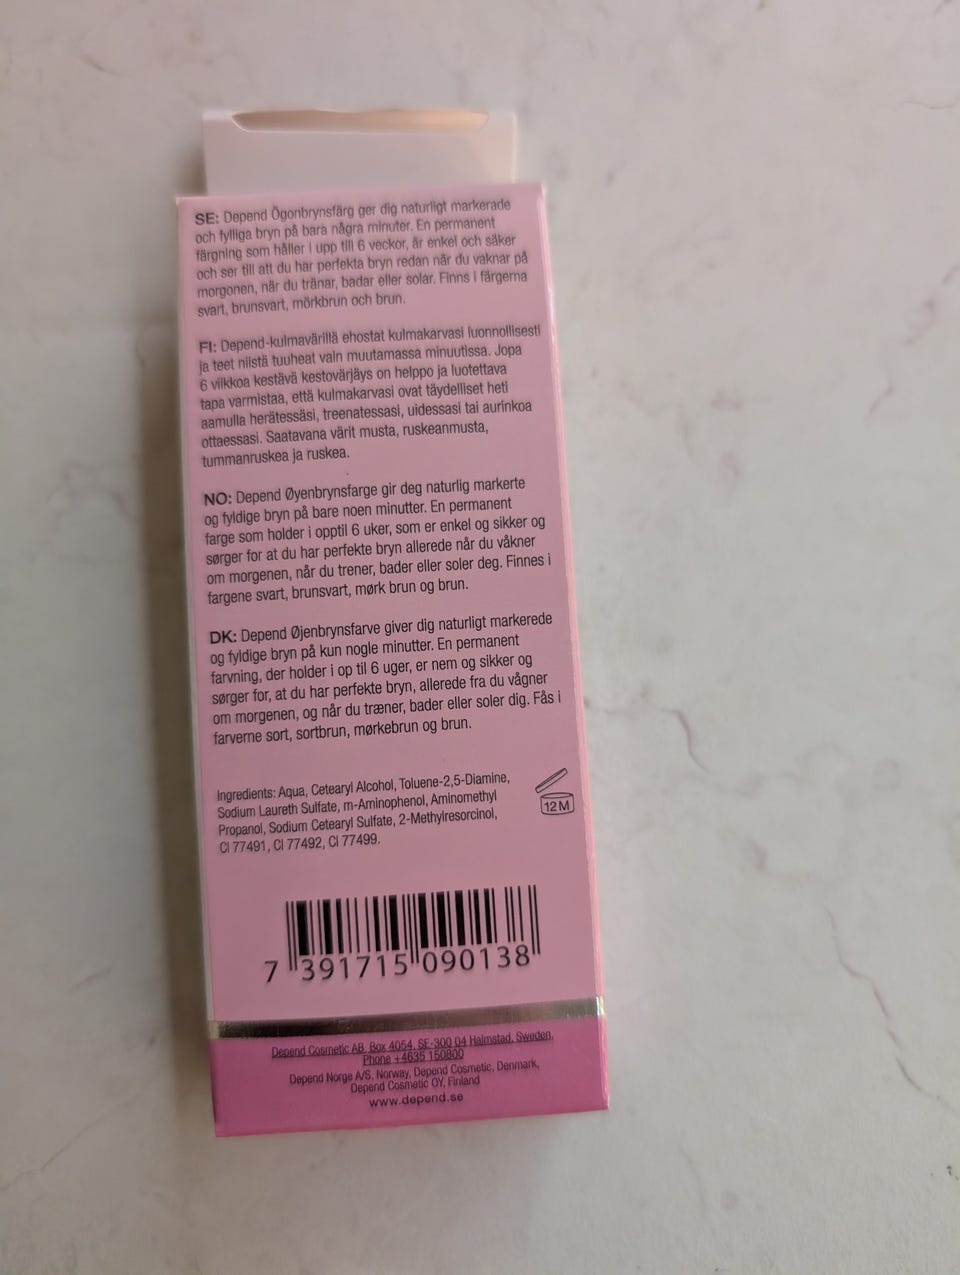 SE: Depend Ögonbrynsfärg ger dig naturligt markerade
och fylliga bryn på bara några minuter. En permanent
färgning som håller i upp till 6 veckor, är enkel och säker
och ser till att du har perfekta bryn redan när du vaknar på
morgonen, när du tränar, badar eller solar. Finns i färgerna
svart, brunsvart, mörkbrun och brun.
FI: Depend-kulmavärillä ehostat kulmakarvasi luonnollisesti
ja teet niistä tuuheat vain muutamassa minuutissa. Jopa
6 viikkoa kestävä kestovärjäys on helppo ja luotettava
tapa varmistaa, että kulmakarvasi ovat täydelliset heti
aamulla herätessäsi, treenatessasi, uidessasi tai aurinkoa
ottaessasi. Saatavana värit musta, ruskeanmusta,
tummanruskea ja ruskea.
NO: Depend Øyenbrynsfarge gir deg naturlig markerte
og fyldige bryn på bare noen minutter. En permanent
farge som holder i opptil 6 uker, som er enkel og sikker og
sørger for at du har perfekte bryn allerede når du våkner
om morgenen, når du trener, bader eller soler deg. Finnes i
fargene svart, brunsvart, mørk brun og brun.
DK: Depend Øjenbrynsfarve giver dig naturligt markerede
og fyldige bryn på kun nogle minutter. En permanent
farvning, der holder i op til 6 uger, er nem og sikker og
sørger for, at du har perfekte bryn, allerede fra du vågner
om morgenen, og når du træner, bader eller soler dig. Fås i
farverne sort, sortbrun, mørkebrun og brun.
Ingredients: Aqua, Cetearyl Alcohol, Toluene-2,5-Diamine,
Sodium Laureth Sulfate, m-Aminophenol, Aminomethyl
Propanol, Sodium Cetearyl Sulfate, 2-Methylresorcinol,
CI 77491, CI 77492, CI 77499.
12M
7 391715 090138
Depend Cosmetic AB, Box 4054, SE-300 04 Halmstad, Sweden,
Phone +4635 150800
Depend Norge A/S, Norway, Depend Cosmetic, Denmark,
Depend Cosmetic OY, Finland
www.depend.se